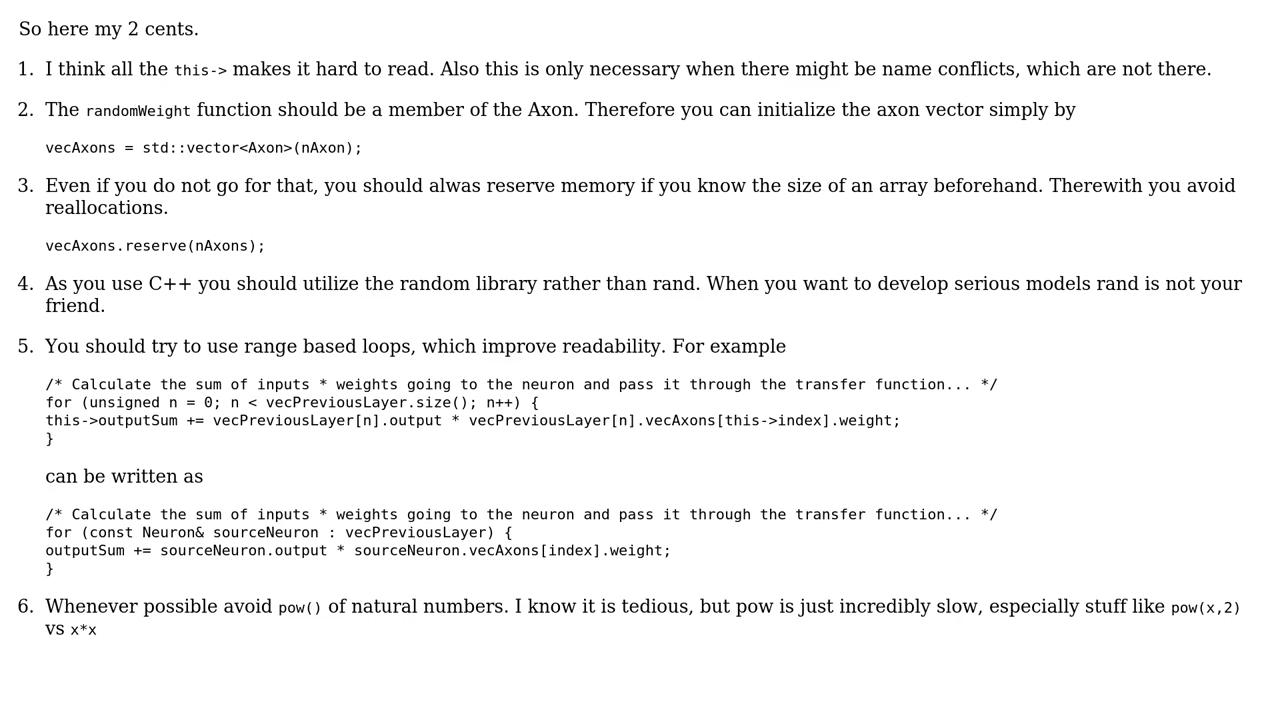 So here my 2 cents.
1. I think all the this-> makes it hard to read. Also this is only necessary when there might be name conflicts, which are not there.
2. The randomWeight function should be a member of the Axon. Therefore you can initialize the axon vector simply by
vecAxons = std::vector<Axon>(nAxon);
3. Even if you do not go for that, you should alwas reserve memory if you know the size of an array beforehand. Therewith you avoid
reallocations.
vecAxons.reserve(nAxons);
4. As you use C++ you should utilize the random library rather than rand. When you want to develop serious models rand is not your
friend.
5. You should try to use range based loops, which improve readability. For example
/* Calculate the sum of inputs * weights going to the neuron and pass it through the transfer function... */
for (unsigned n = 0; n < vecPreviousLayer.size(); n++) {
this->outputSum += vecPreviousLayer[n].output * vecPreviousLayer[n].vecAxons[this->index].weight;
}
can be written as
/* Calculate the sum of inputs * weights going to the neuron and pass it through the transfer function... */
for (const Neuron& sourceNeuron : vecPreviousLayer) {
outputSum += sourceNeuron.output * sourceNeuron.vecAxons[index].weight;
}
6. Whenever possible avoid pow() of natural numbers. I know it is tedious, but pow is just incredibly slow, especially stuff like pow(x,2)
vs x*x